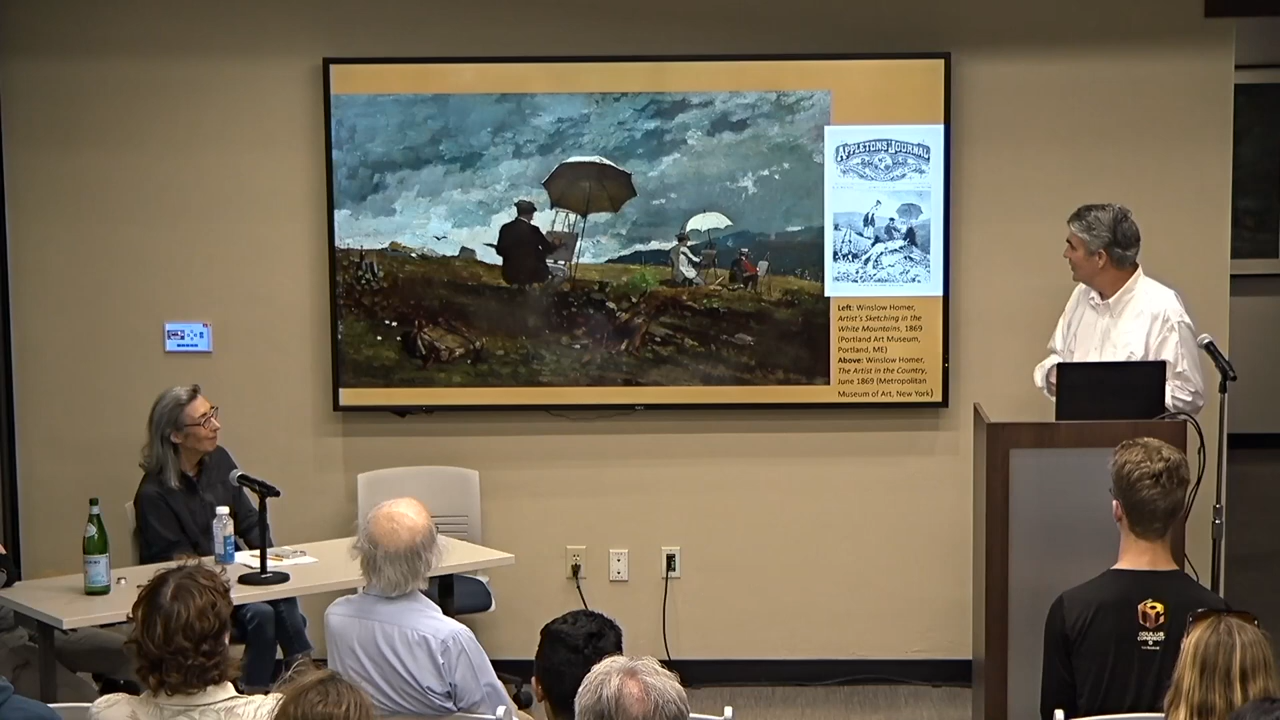 APPLETONS' JOURNAL
Left: Winslow Homer,
Artist's Sketching in the
White Mountains, 1869
(Portland Art Museum,
Portland, ME)
Above: Winslow Homer,
The Artist in the Country,
June 1869 (Metropolitan
Museum of Art, New York)
NEC
OCULUS
CONNECT